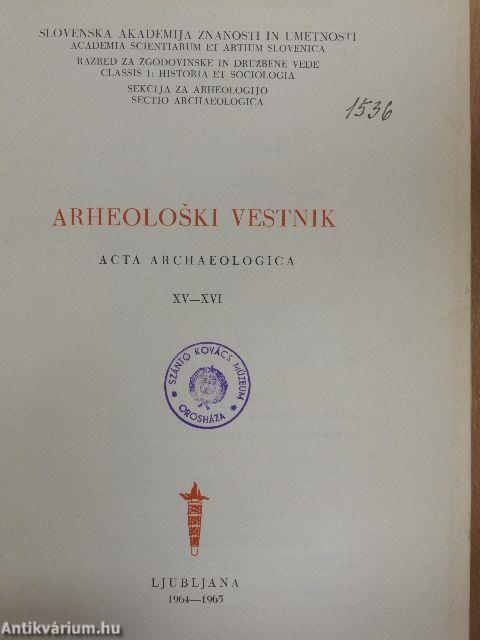 SLOVENSKA AKADEMIJA ZNANOSTI IN UMETNOSTI
ACADEMIA SCIENTIARUM ET ARTIUM SLOVENICA
RAZRED ZA ZGODOVINSKE IN DRUŽBENE VEDE
CLASSIS I: HISTORIA ET SOCIOLOGIA
SEKCIJA ZA ARHEOLOGIJO
SECTIO ARCHAEOLOGICA
1536
ARHEOLOŠKI VESTNIK
ACTA ARCHAEOLOGICA
XV—XVI
SZÁNTÓ KOVÁCS MÚZEUM
OROSHÁZA
LJUBLJANA
1964—1965
Antikvárium.hu